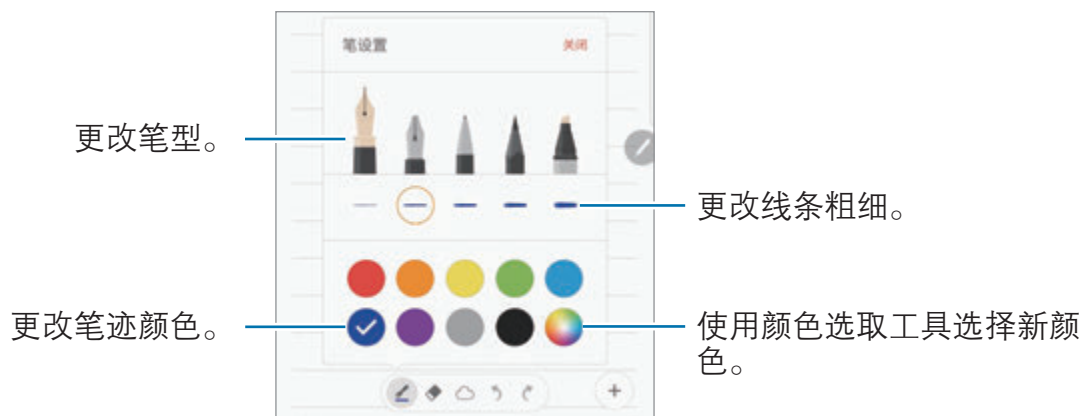 笔设置
关闭
更改笔型。
更改线条粗细。
更改笔迹颜色。
使用颜色选取工具选择新颜
色。